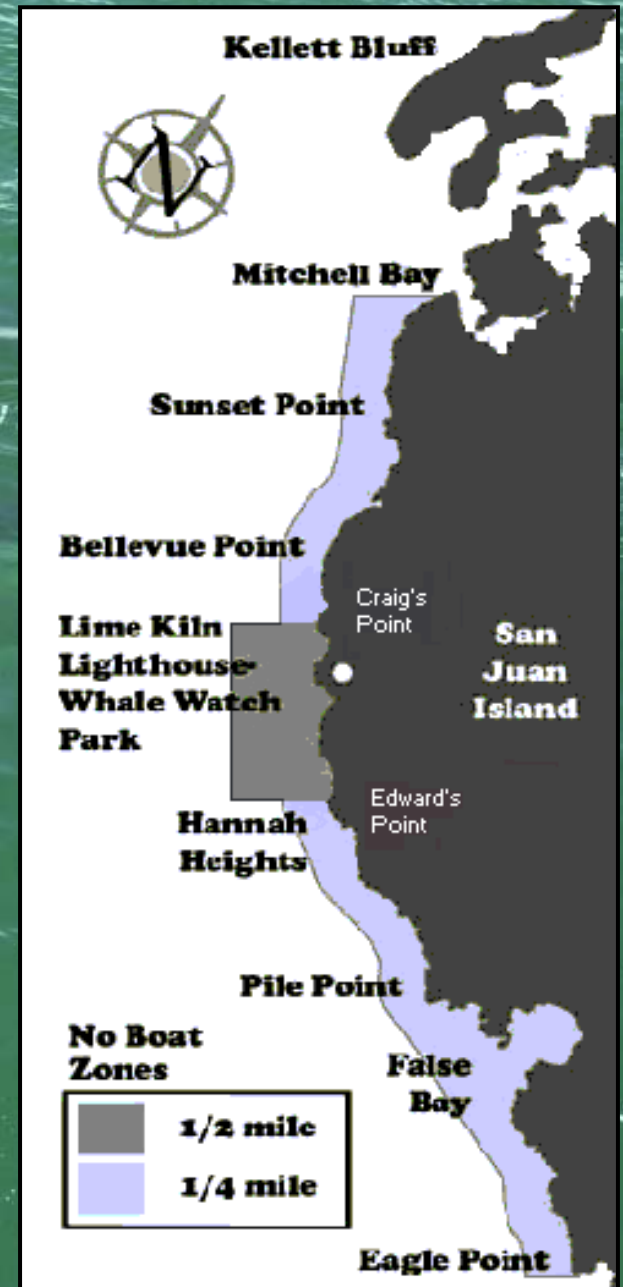 Kellett Bluff
N
Mitchell Bay
Sunset Point
Bellevue Point
Craig's
Point
Lime Kiln
Lighthouse-
Whale Watch
Park
San
Juan
Island
Edward's
Point
Hannah
Heights
Pile Point
False
Bay
No Boat
Zones
1/2 mile
1/4 mile
Eagle Point